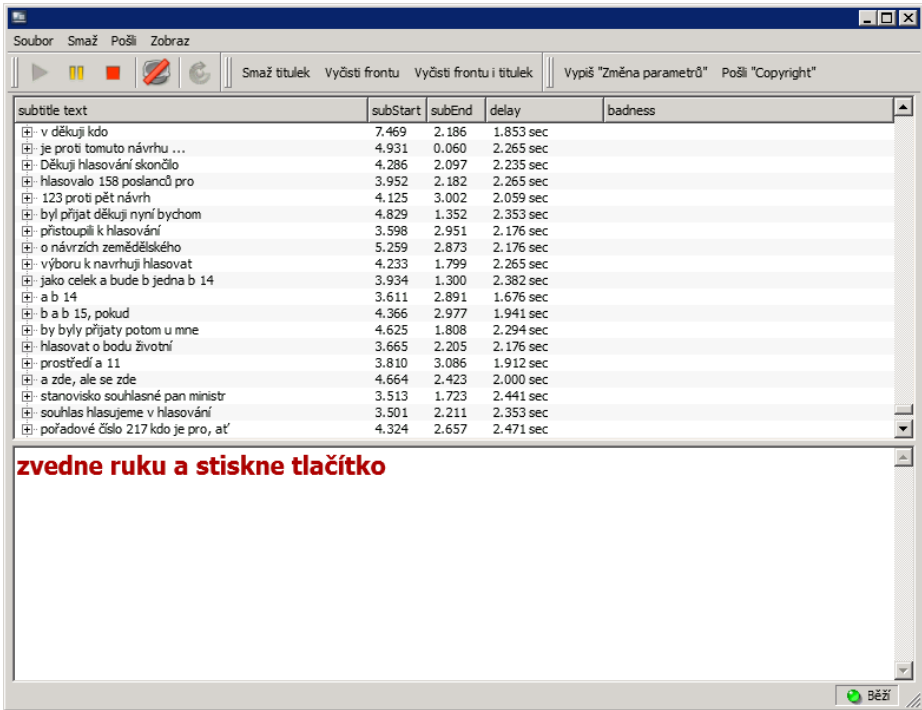 Soubor Smaž Pošli Zobraz
Smaž titulek Vyčisti frontu Vyčisti frontu i titulek Vypiš "Změna parametrů" Pošli "Copyright"
subtitle text subStart subEnd delay badness
v děkuji kdo 7.469 2.186 1.853 sec
je proti tomuto návrhu ... 4.931 0.060 2.265 sec
Děkuji hlasování skončilo 4.286 2.097 2.235 sec
hlasovalo 158 poslanců pro 3.952 2.182 2.265 sec
123 proti pět návrh 4.125 3.002 2.059 sec
byl přijat děkuji nyní bychom 4.829 1.352 2.353 sec
přistoupili k hlasování 3.598 2.951 2.176 sec
o návrzích zemědělského 5.259 2.873 2.176 sec
výboru k navrhuji hlasovat 4.233 1.799 2.265 sec
jako celek a bude b jedna b 14 3.934 1.300 2.382 sec
a b 14 3.611 2.891 1.676 sec
b a b 15, pokud 4.366 2.977 1.941 sec
by byly přijaty potom u mne 4.625 1.808 2.294 sec
hlasovat o bodu životní 3.665 2.205 2.176 sec
prostředí a 11 3.810 3.086 1.912 sec
a zde, ale se zde 4.664 2.423 2.000 sec
stanovisko souhlasné pan ministr 3.513 1.723 2.441 sec
souhlas hlasujeme v hlasování 3.501 2.211 2.353 sec
pořadové číslo 217 kdo je pro, ať 4.324 2.657 2.471 sec
zvedne ruku a stiskne tlačítko
Běží